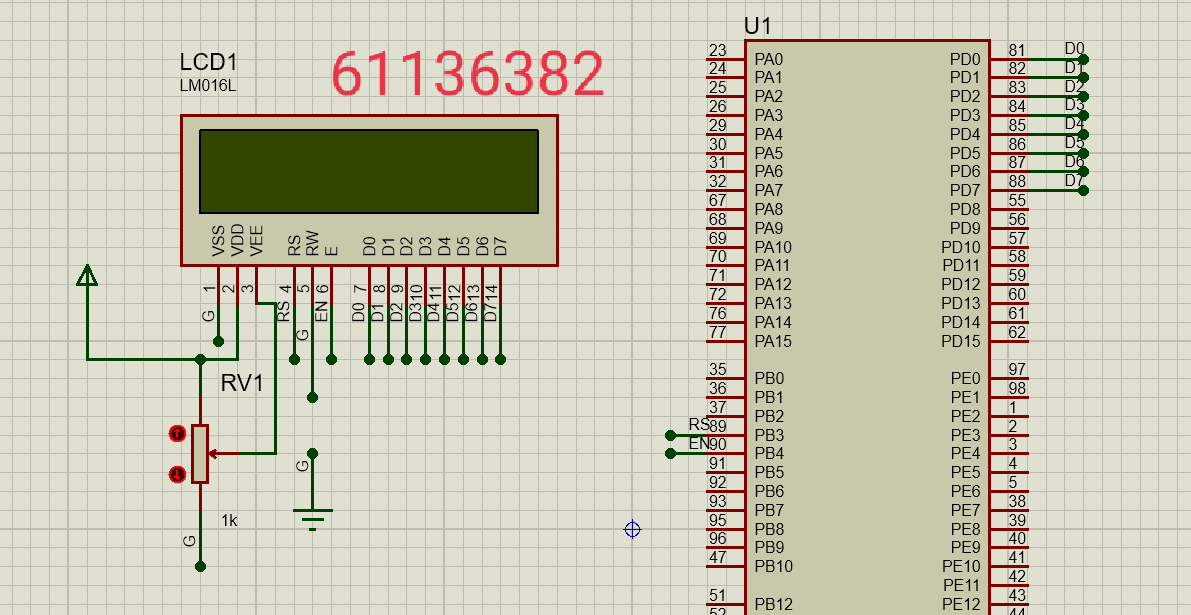 LCD1
LM016L
61136382
VSS
VDD
VEE
RS
RW
E
D0
D1
D2
D3
D4
D5
D6
D7
1
2
3
4
5
6
7
8
9
10
11
12
13
14
G
RS
G
EN
D0
D1
D2
D3
D4
D5
D6
D7
RV1
1k
G
G
U1
23 PA0
24 PA1
25 PA2
26 PA3
29 PA4
30 PA5
31 PA6
32 PA7
67 PA8
68 PA9
69 PA10
70 PA11
71 PA12
72 PA13
76 PA14
77 PA15
35 PB0
36 PB1
37 PB2
RS 89 PB3
EN 90 PB4
91 PB5
92 PB6
93 PB7
95 PB8
96 PB9
47 PB10
51 PB12
52
PD0 81 D0
PD1 82 D1
PD2 83 D2
PD3 84 D3
PD4 85 D4
PD5 86 D5
PD6 87 D6
PD7 88 D7
PD8 55
PD9 56
PD10 57
PD11 58
PD12 59
PD13 60
PD14 61
PD15 62
PE0 97
PE1 98
PE2 1
PE3 2
PE4 3
PE5 4
PE6 5
PE7 38
PE8 39
PE9 40
PE10 41
PE11 42
PE12 43
44